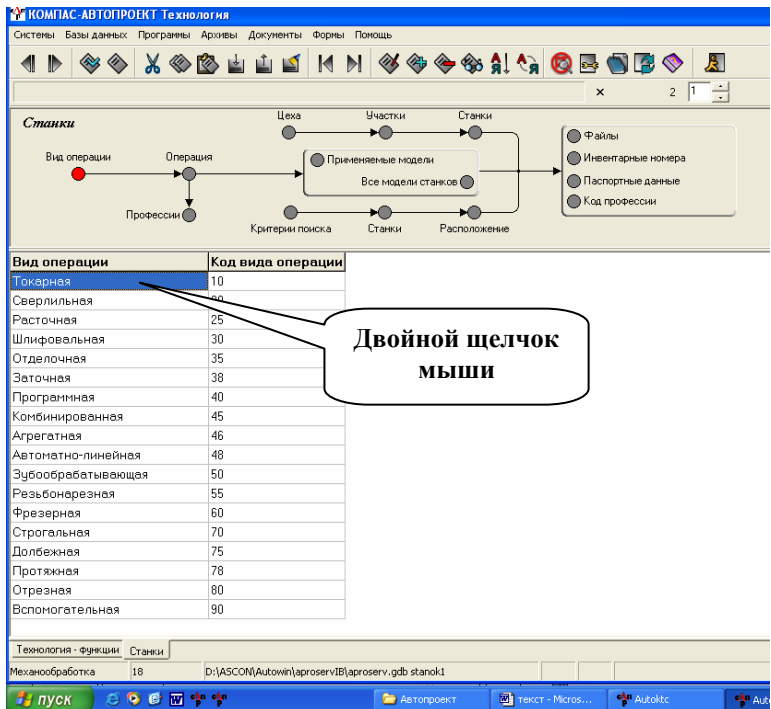 КОМПАС-АВТОПРОЕКТ Технология
Системы Базы данных Программы Архивы Документы Формы Помощь
× 2 1
Станки
Цеха Участки Станки
Файлы
Вид операции Операция Применяемые модели Инвентарные номера
Все модели станков Паспортные данные
Код профессии
Профессии
Критерии поиска Станки Расположение
Вид операции Код вида операции
Токарная 10
Сверлильная
Расточная 25
Шлифовальная 30
Отделочная 35
Заточная 38
Программная 40
Комбинированная 45
Агрегатная 46
Автоматно-линейная 48
Зубообрабатывающая 50
Резьбонарезная 55
Фрезерная 60
Строгальная 70
Долбежная 75
Протяжная 78
Отрезная 80
Вспомогательная 90
Двойной щелчок
мыши
Технология - функции Станки
Механообработка 18 D:\ASCON\Autowin\aproservIB\aproserv.gdb stanok1
пуск Автопроект текст - Micros... Autoktc Aut